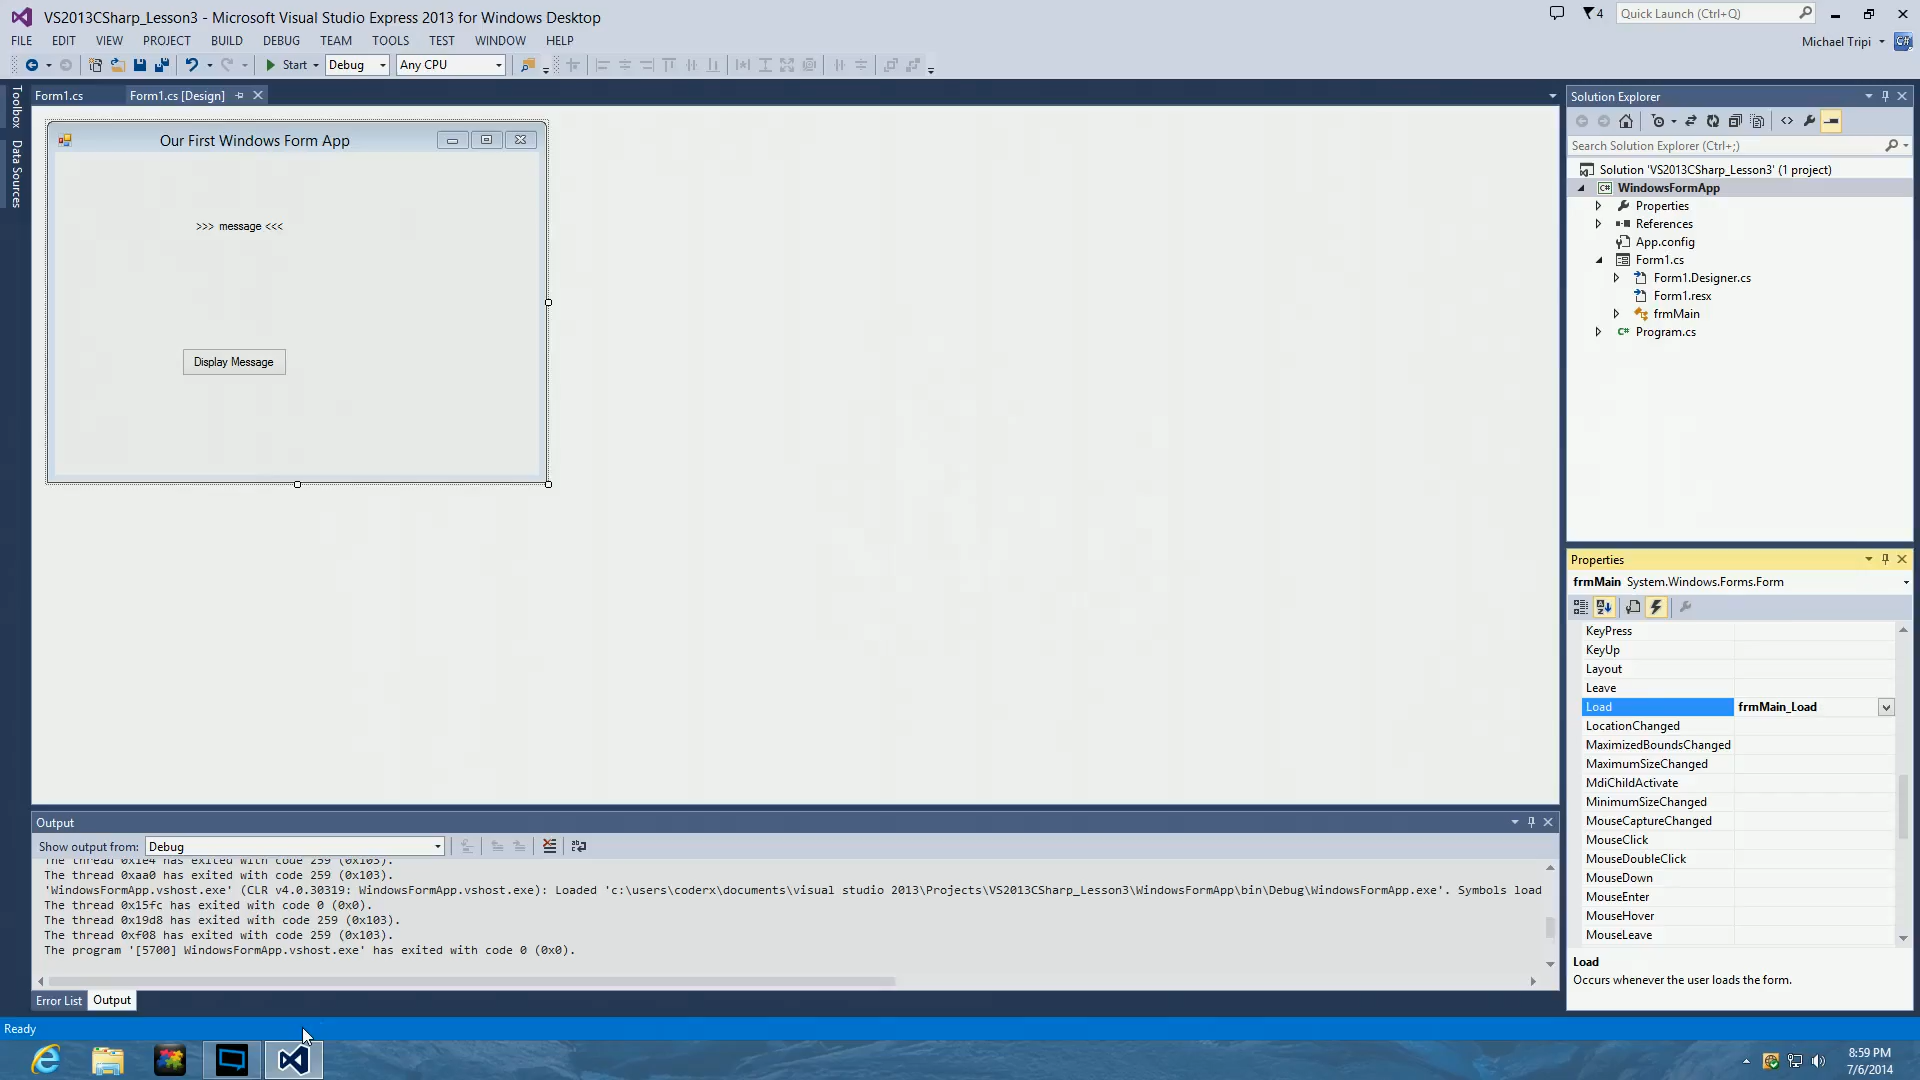 VS2013CSharp_Lesson3 - Microsoft Visual Studio Express 2013 for Windows Desktop
4
Quick Launch (Ctrl+Q)
FILE EDIT VIEW PROJECT BUILD DEBUG TEAM TOOLS TEST WINDOW HELP
Michael Tripi
Start Debug Any CPU
Toolbox
Data Sources
Form1.cs Form1.cs [Design]
Our First Windows Form App
>>> message <<<
Display Message
Solution Explorer
Search Solution Explorer (Ctrl+;)
Solution 'VS2013CSharp_Lesson3' (1 project)
WindowsFormApp
Properties
References
App.config
Form1.cs
Form1.Designer.cs
Form1.resx
frmMain
Program.cs
Properties
frmMain System.Windows.Forms.Form
KeyPress
KeyUp
Layout
Leave
Load frmMain_Load
LocationChanged
MaximizedBoundsChanged
MaximumSizeChanged
MdiChildActivate
MinimumSizeChanged
MouseCaptureChanged
MouseClick
MouseDoubleClick
MouseDown
MouseEnter
MouseHover
MouseLeave
Load
Occurs whenever the user loads the form.
Output
Show output from: Debug
The thread 0x1e4 has exited with code 259 (0x103).
The thread 0xaa0 has exited with code 259 (0x103).
'WindowsFormApp.vshost.exe' (CLR v4.0.30319: WindowsFormApp.vshost.exe): Loaded 'c:\users\coderx\documents\visual studio 2013\Projects\VS2013CSharp_Lesson3\WindowsFormApp\bin\Debug\WindowsFormApp.exe'. Symbols load
The thread 0x15fc has exited with code 0 (0x0).
The thread 0x19d8 has exited with code 259 (0x103).
The thread 0xf08 has exited with code 259 (0x103).
The program '[5700] WindowsFormApp.vshost.exe' has exited with code 0 (0x0).
Error List Output
Ready
8:59 PM
7/6/2014